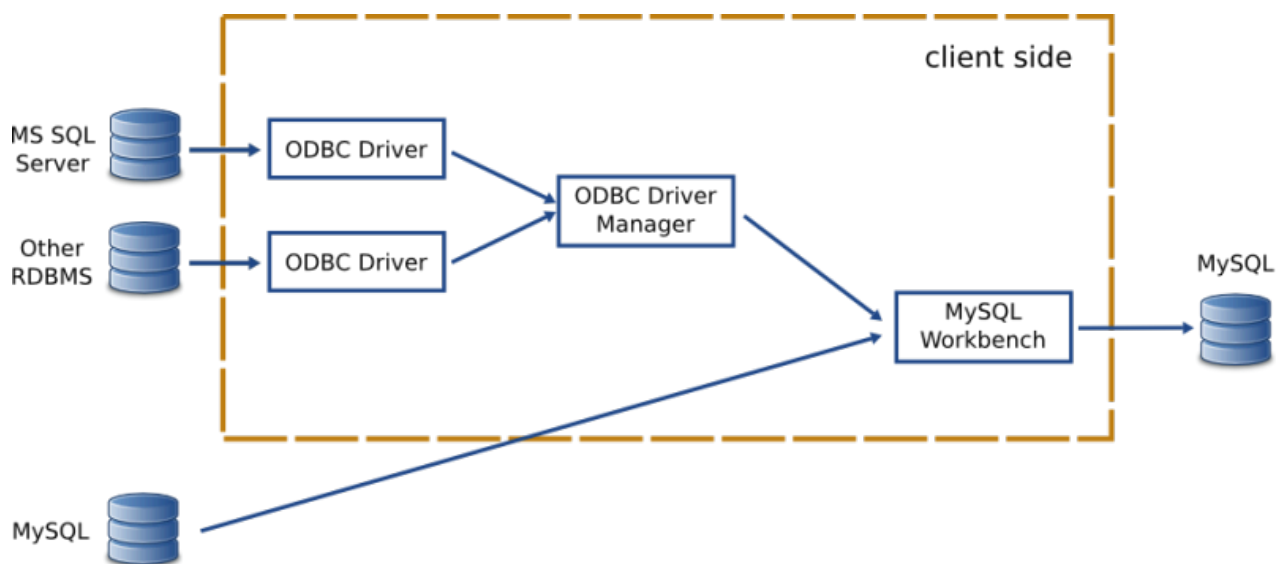 client side
MS SQL
Server
ODBC Driver
ODBC Driver
Manager
Other
RDBMS
ODBC Driver
MySQL
MySQL
Workbench
MySQL